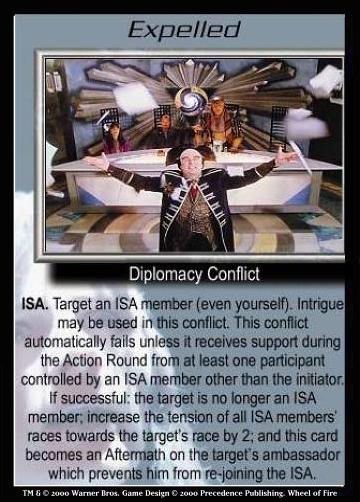 Expelled
Diplomacy Conflict
ISA. Target an ISA member (even yourself). Intrigue
may be used in this conflict. This conflict
automatically fails unless it receives support during
the Action Round from at least one participant
controlled by an ISA member other than the initiator.
If successful: the target is no longer an ISA
member; increase the tension of all ISA members'
races towards the target's race by 2; and this card
becomes an Aftermath on the target's ambassador
which prevents him from re-joining the ISA.
TM & © 2000 Warner Bros. Game Design © 2000 Precedence Publishing. Wheel of Fire